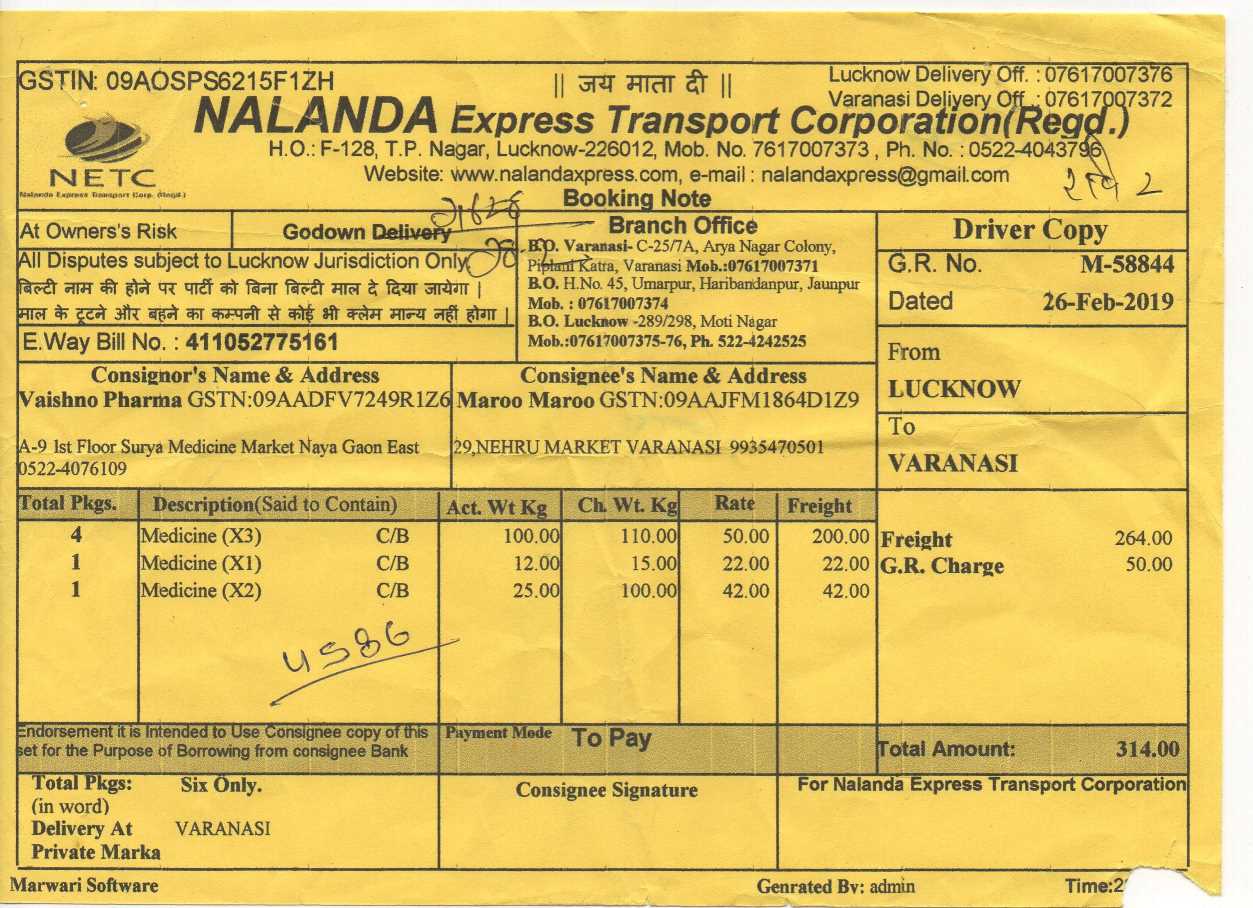 GSTIN: 09AOSPS6215F1ZH
|| जय माता दी ||
Lucknow Delivery Off. : 07617007376
Varanasi Delivery Off .: 07617007372
NALANDA Express Transport Corporation(Regd.)
H.O.: F-128, T.P. Nagar, Lucknow-226012, Mob. No. 7617007373 , Ph. No. : 0522-4043796
Website: www.nalandaxpress.com, e-mail : nalandaxpress@gmail.com
NETC
Nalanda Express Transport Corp. (Regd.)
Booking Note
At Owners's Risk
Godown Delivery
All Disputes subject to Lucknow Jurisdiction Only
बिल्टी नाम की होने पर पार्टी को बिना बिल्टी माल दे दिया जायेगा |
माल के टूटने और बहने का कम्पनी से कोई भी क्लेम मान्य नहीं होगा |
E.Way Bill No. : 411052775161
Branch Office
B.O. Varanasi- C-25/7A, Arya Nagar Colony,
Piplani Katra, Varanasi Mob.:07617007371
B.O. H.No. 45, Umarpur, Haribandanpur, Jaunpur
Mob. : 07617007374
B.O. Lucknow -289/298, Moti Nagar
Mob.:07617007375-76, Ph. 522-4242525
Driver Copy
G.R. No. M-58844
Dated 26-Feb-2019
From
LUCKNOW
To
VARANASI
Consignor's Name & Address
Vaishno Pharma GSTN:09AADFV7249R1Z6
A-9 1st Floor Surya Medicine Market Naya Gaon East
0522-4076109
Consignee's Name & Address
Maroo Maroo GSTN:09AAJFM1864D1Z9
29,NEHRU MARKET VARANASI 9935470501
Total Pkgs. Description(Said to Contain) Act. Wt Kg Ch. Wt. Kg Rate Freight
4 Medicine (X3) C/B 100.00 110.00 50.00 200.00
1 Medicine (X1) C/B 12.00 15.00 22.00 22.00
1 Medicine (X2) C/B 25.00 100.00 42.00 42.00
Freight 264.00
G.R. Charge 50.00
Endorsement it is Intended to Use Consignee copy of this
set for the Purpose of Borrowing from consignee Bank
Payment Mode To Pay
Total Amount: 314.00
Total Pkgs: Six Only.
(in word)
Delivery At VARANASI
Private Marka
Consignee Signature
For Nalanda Express Transport Corporation
Marwari Software
Genrated By: admin
Time:2